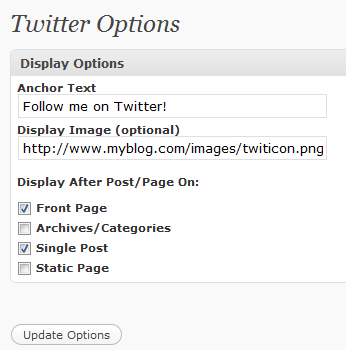 Twitter Options
Display Options
Anchor Text
Follow me on Twitter!
Display Image (optional)
http://www.myblog.com/images/twiticon.png
Display After Post/Page On:
Front Page
Archives/Categories
Single Post
Static Page
Update Options